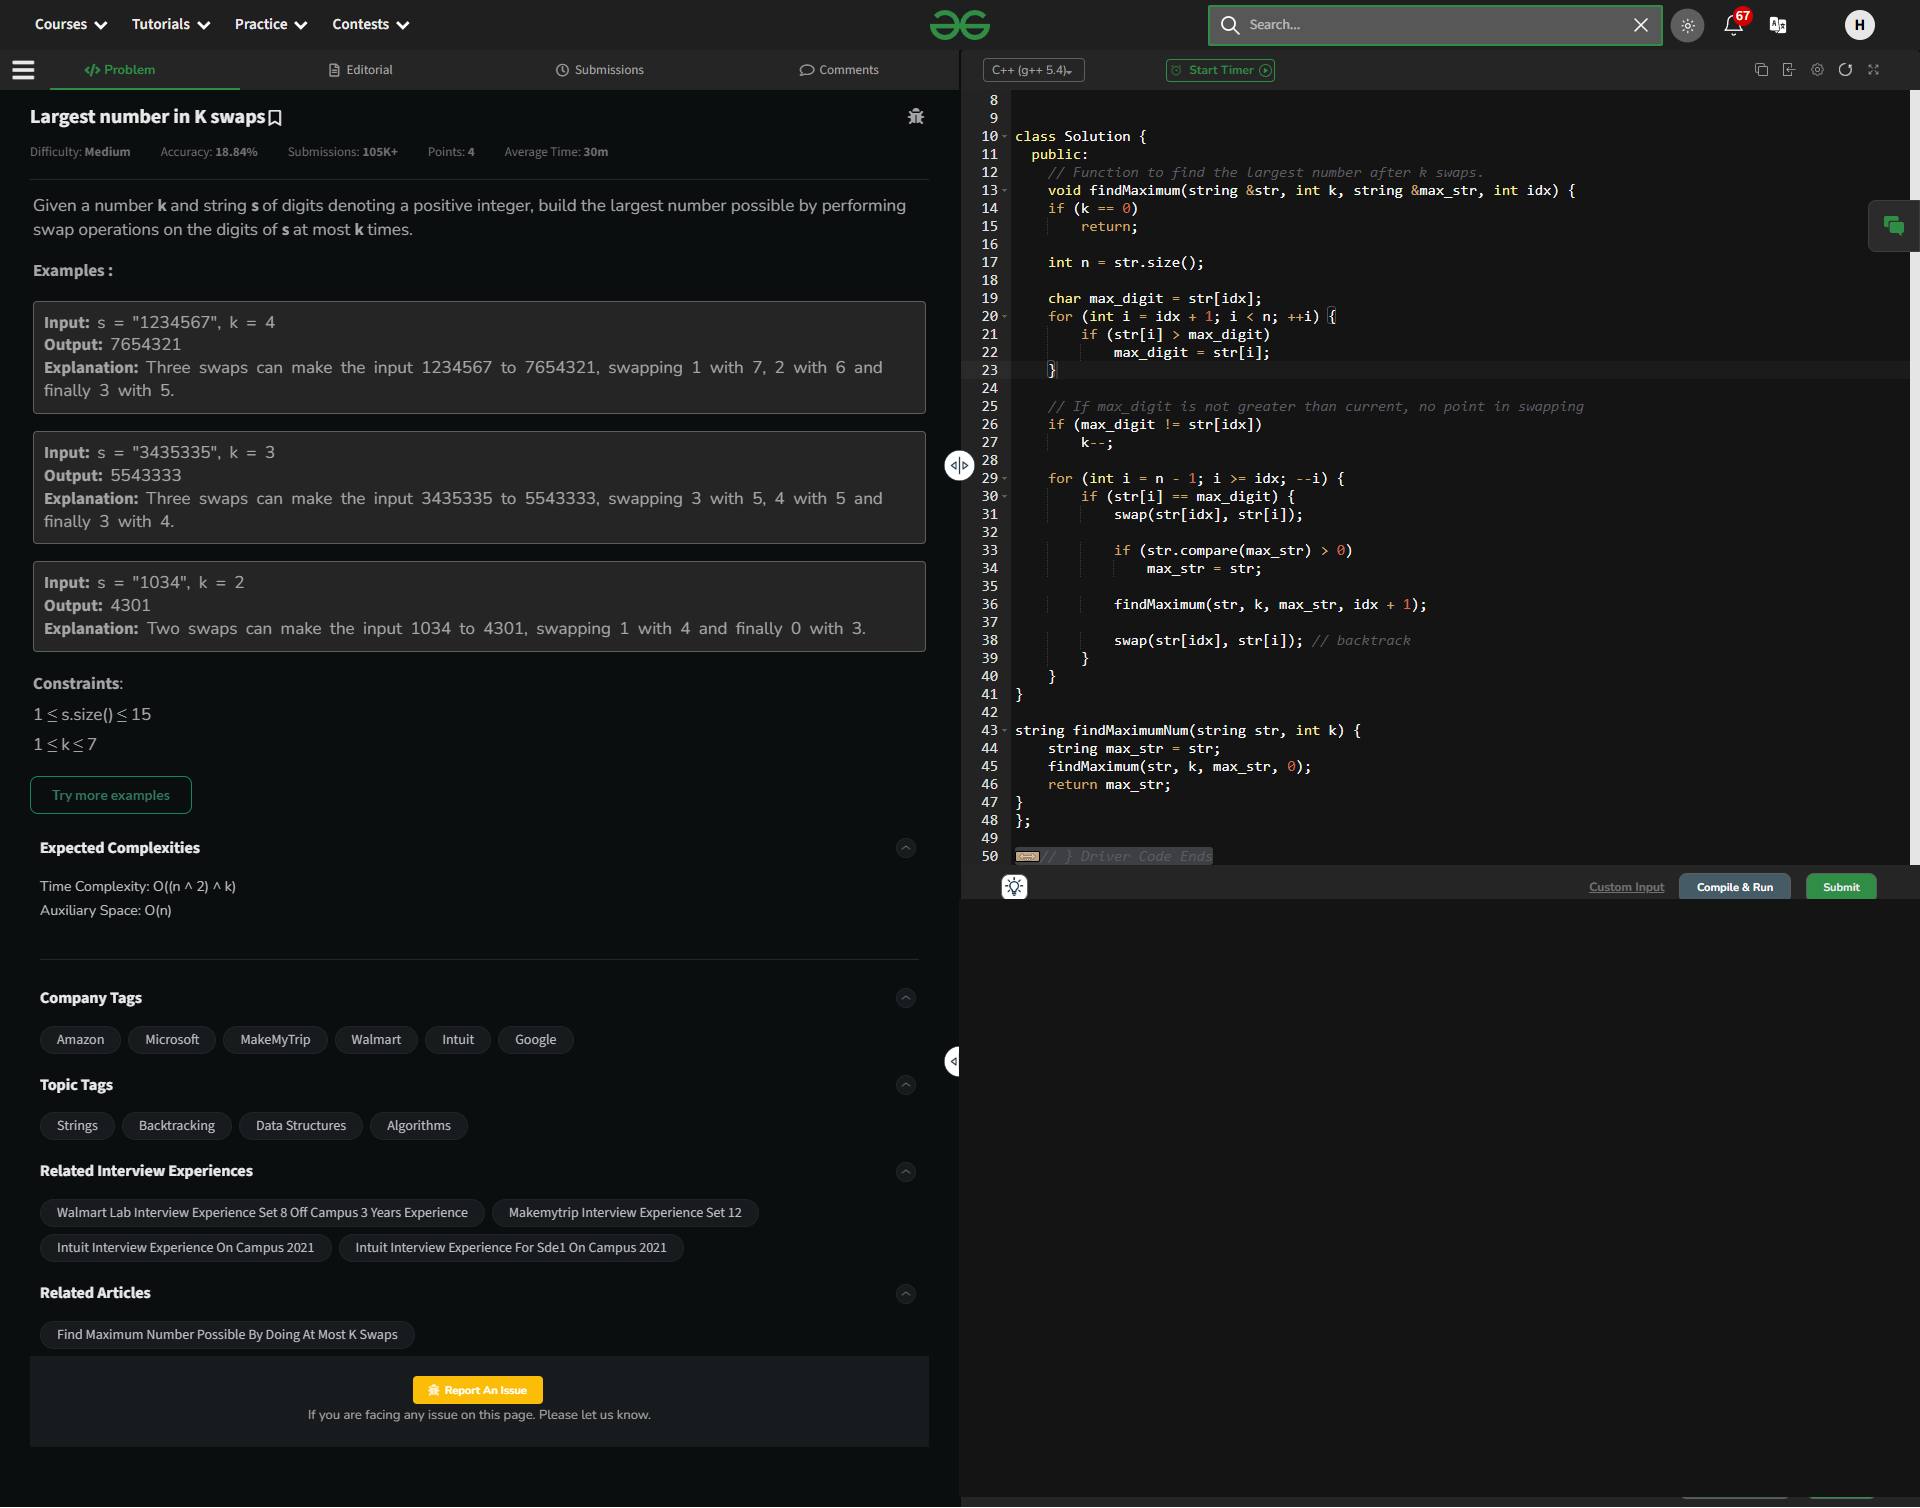 Courses Tutorials Practice Contests
Search...
67
H
Problem Editorial Submissions Comments
Largest number in K swaps
Difficulty: Medium Accuracy: 18.84% Submissions: 105K+ Points: 4 Average Time: 30m
Given a number k and string s of digits denoting a positive integer, build the largest number possible by performing
swap operations on the digits of s at most k times.
Examples :
Input: s = "1234567", k = 4
Output: 7654321
Explanation: Three swaps can make the input 1234567 to 7654321, swapping 1 with 7, 2 with 6 and
finally 3 with 5.
Input: s = "3435335", k = 3
Output: 5543333
Explanation: Three swaps can make the input 3435335 to 5543333, swapping 3 with 5, 4 with 5 and
finally 3 with 4.
Input: s = "1034", k = 2
Output: 4301
Explanation: Two swaps can make the input 1034 to 4301, swapping 1 with 4 and finally 0 with 3.
Constraints:
1 ≤ s.size() ≤ 15
1 ≤ k ≤ 7
Try more examples
Expected Complexities
Time Complexity: O((n ^ 2) ^ k)
Auxiliary Space: O(n)
Company Tags
Amazon Microsoft MakeMyTrip Walmart Intuit Google
Topic Tags
Strings Backtracking Data Structures Algorithms
Related Interview Experiences
Walmart Lab Interview Experience Set 8 Off Campus 3 Years Experience Makemytrip Interview Experience Set 12
Intuit Interview Experience On Campus 2021 Intuit Interview Experience For Sde1 On Campus 2021
Related Articles
Find Maximum Number Possible By Doing At Most K Swaps
Report An Issue
If you are facing any issue on this page. Please let us know.
C++ (g++ 5.4) Start Timer
8
9
10 class Solution {
11 public:
12 // Function to find the largest number after k swaps.
13 void findMaximum(string &str, int k, string &max_str, int idx) {
14 if (k == 0)
15 return;
16
17 int n = str.size();
18
19 char max_digit = str[idx];
20 for (int i = idx + 1; i < n; ++i) {
21 if (str[i] > max_digit)
22 max_digit = str[i];
23 }
24
25 // If max_digit is not greater than current, no point in swapping
26 if (max_digit != str[idx])
27 k--;
28
29 for (int i = n - 1; i >= idx; --i) {
30 if (str[i] == max_digit) {
31 swap(str[idx], str[i]);
32
33 if (str.compare(max_str) > 0)
34 max_str = str;
35
36 findMaximum(str, k, max_str, idx + 1);
37
38 swap(str[idx], str[i]); // backtrack
39 }
40 }
41 }
42
43 string findMaximumNum(string str, int k) {
44 string max_str = str;
45 findMaximum(str, k, max_str, 0);
46 return max_str;
47 }
48 };
49
50 // } Driver Code Ends
Custom Input Compile & Run Submit